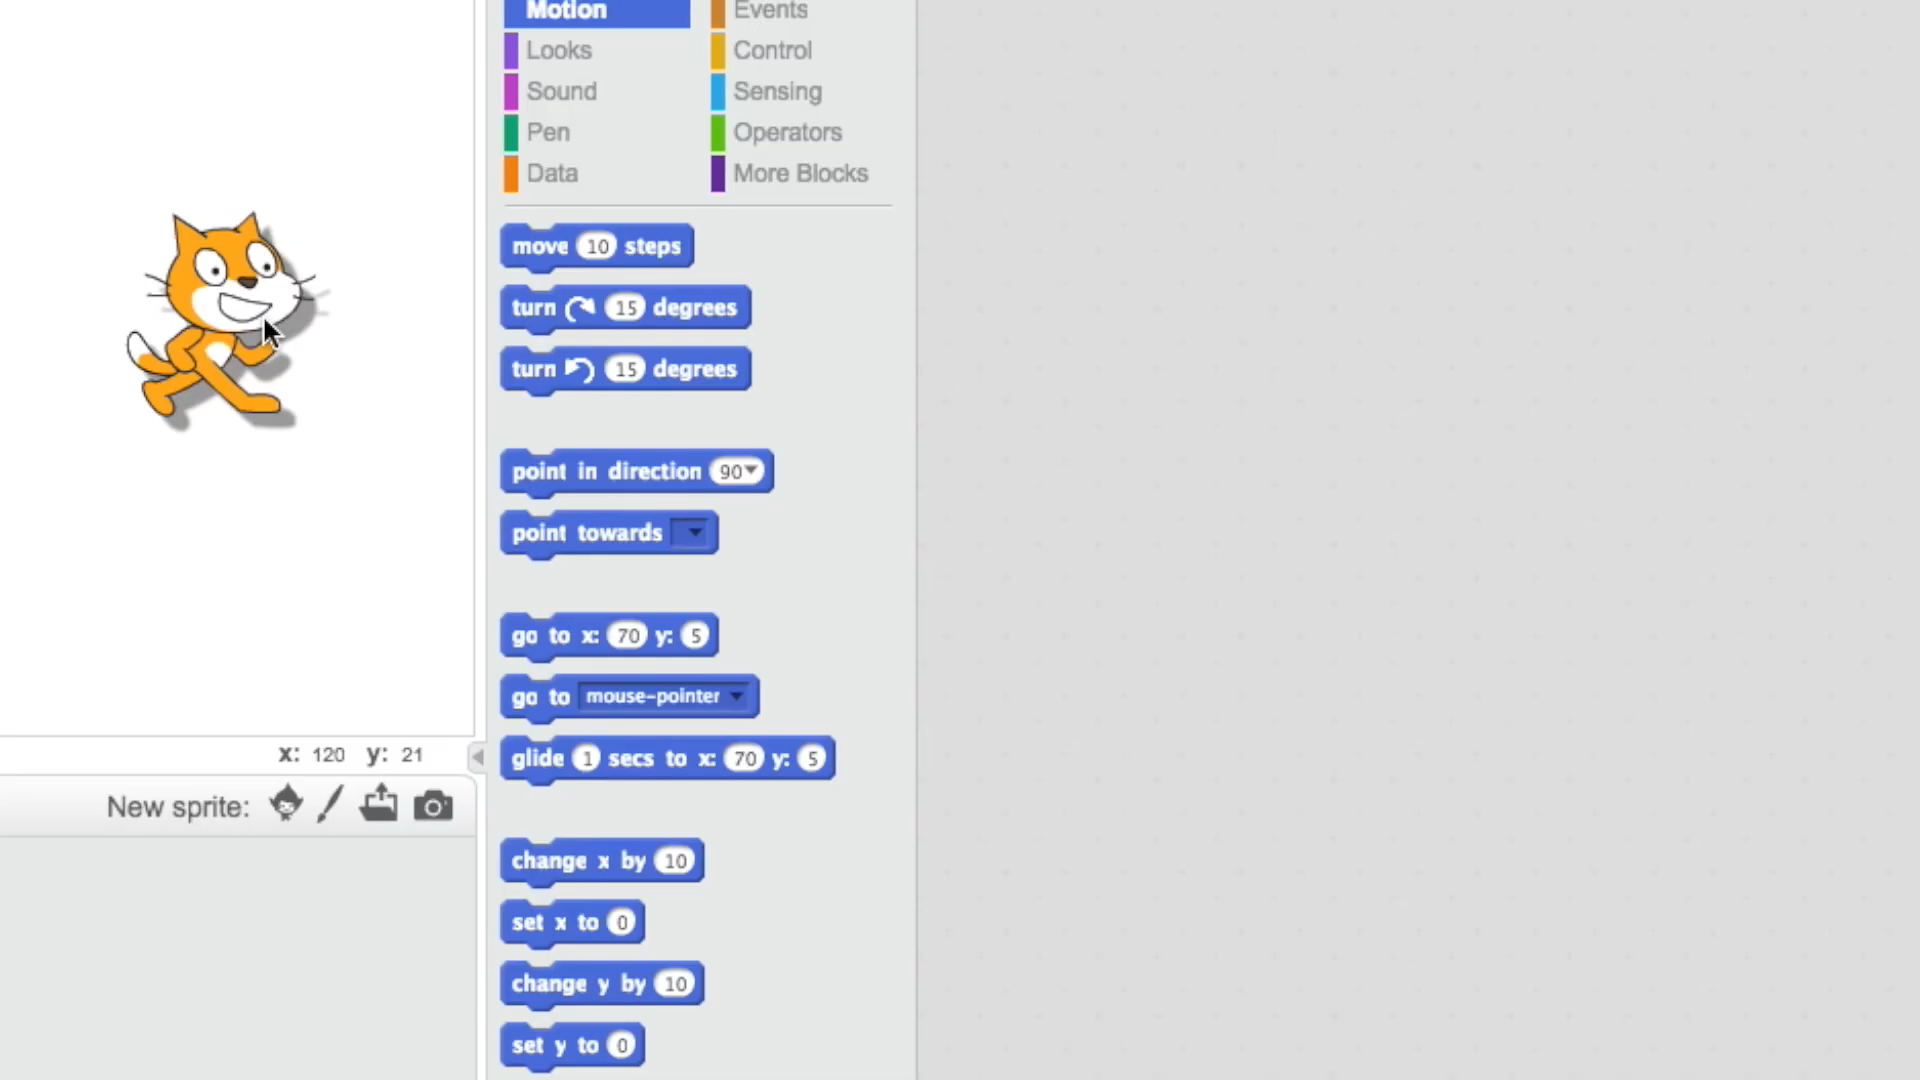 Motion
Events
Looks
Control
Sound
Sensing
Pen
Operators
Data
More Blocks
move 10 steps
turn 15 degrees
turn 15 degrees
point in direction 90
point towards
go to x: 70 y: 5
go to mouse-pointer
glide 1 secs to x: 70 y: 5
change x by 10
set x to 0
change y by 10
set y to 0
x: 120 y: 21
New sprite: